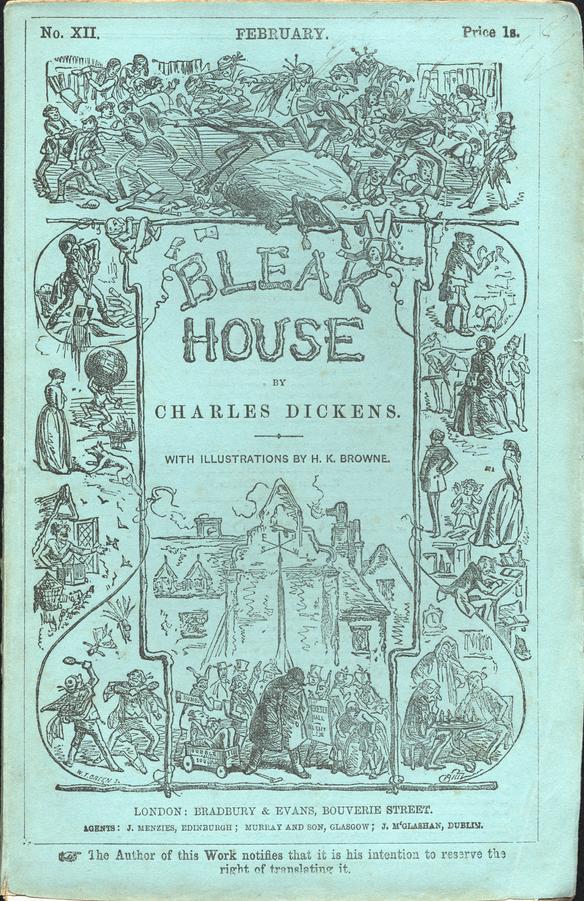 No. XII. FEBRUARY. Price 1s.
BLEAK
HOUSE
BY
CHARLES DICKENS.
WITH ILLUSTRATIONS BY H. K. BROWNE.
EXETER
HALL
LONDON: BRADBURY & EVANS, BOUVERIE STREET.
AGENTS: J. MENZIES, EDINBURGH; MURRAY AND SON, GLASGOW; J. M‘GLASHAN, DUBLIN.
☞ The Author of this Work notifies that it is his intention to reserve the
right of translating it.